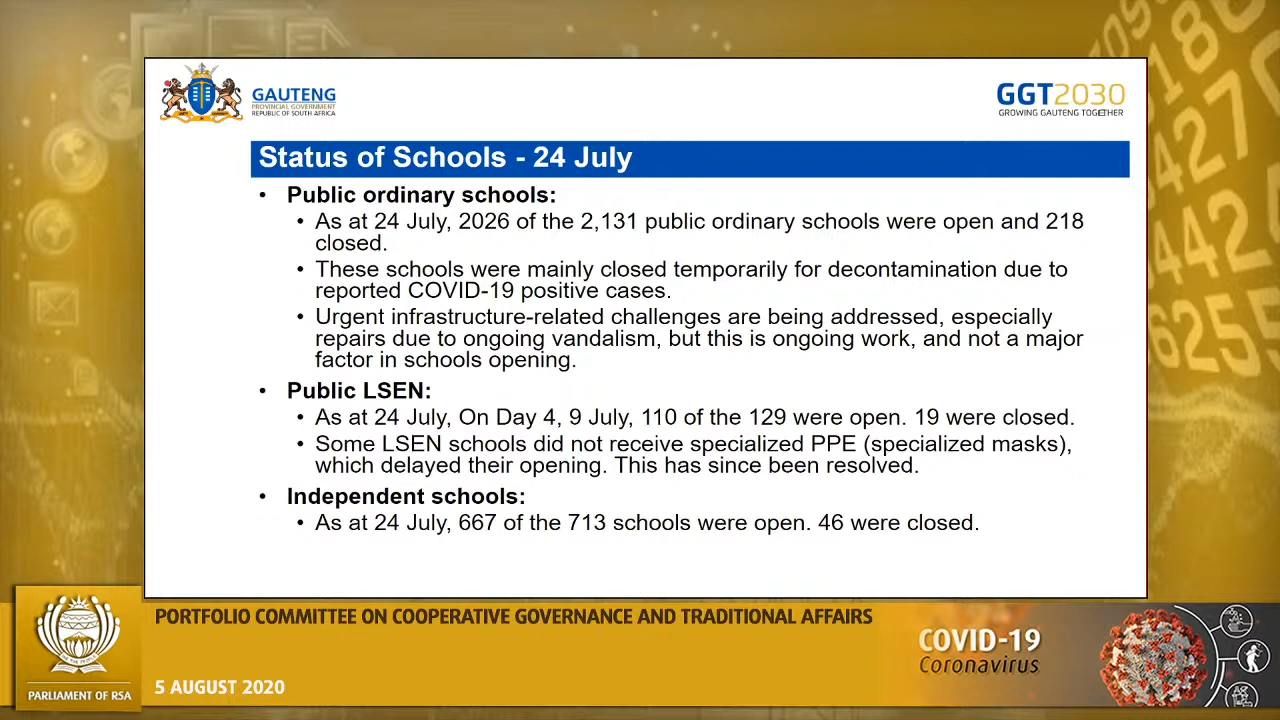 GAUTENG
PROVINCIAL GOVERNMENT
REPUBLIC OF SOUTH AFRICA
GGT2030
GROWING GAUTENG TOGETHER
Status of Schools - 24 July
• Public ordinary schools:
• As at 24 July, 2026 of the 2,131 public ordinary schools were open and 218
closed.
• These schools were mainly closed temporarily for decontamination due to
reported COVID-19 positive cases.
• Urgent infrastructure-related challenges are being addressed, especially
repairs due to ongoing vandalism, but this is ongoing work, and not a major
factor in schools opening.
• Public LSEN:
• As at 24 July, On Day 4, 9 July, 110 of the 129 were open. 19 were closed.
• Some LSEN schools did not receive specialized PPE (specialized masks),
which delayed their opening. This has since been resolved.
• Independent schools:
• As at 24 July, 667 of the 713 schools were open. 46 were closed.
PORTFOLIO COMMITTEE ON COOPERATIVE GOVERNANCE AND TRADITIONAL AFFAIRS
COVID-19
Coronavirus
PARLIAMENT OF RSA
5 AUGUST 2020